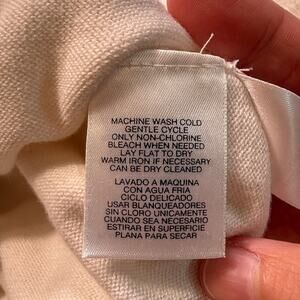 MACHINE WASH COLD
GENTLE CYCLE
ONLY NON-CHLORINE
BLEACH WHEN NEEDED
LAY FLAT TO DRY
WARM IRON IF NECESSARY
CAN BE DRY CLEANED
LAVADO A MAQUINA
CON AGUA FRIA
CICLO DELICADO
USAR BLANQUEADORES
SIN CLORO UNICAMENTE
CUANDO SEA NECESARIO
ESTIRAR EN SUPERFICIE
PLANA PARA SECAR